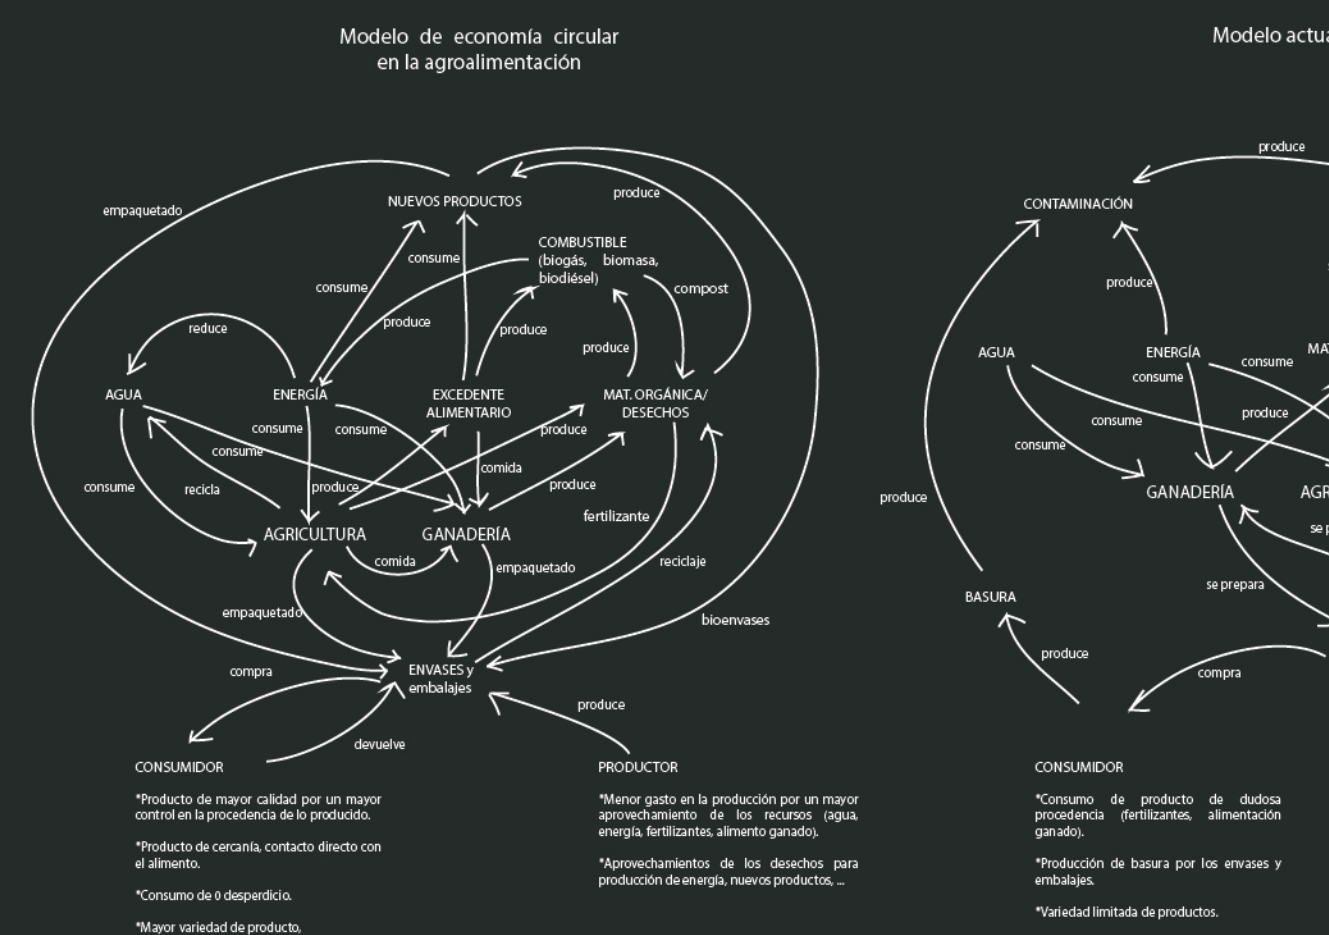 Modelo de economía circular
en la agroalimentación
empaquetado
NUEVOS PRODUCTOS
produce
COMBUSTIBLE
(biogás, biomasa,
biodiésel)
consume
consume
compost
produce
produce
produce
reduce
AGUA
ENERGÍA
EXCEDENTE
ALIMENTARIO
MAT. ORGÁNICA/
DESECHOS
consume
consume
produce
consume
comida
consume
recicla
produce
produce
fertilizante
AGRICULTURA
GANADERÍA
comida
empaquetado
reciclaje
empaquetado
bioenvases
compra
ENVASES y
embalajes
produce
devuelve
CONSUMIDOR
*Producto de mayor calidad por un mayor
control en la procedencia de lo producido.
*Producto de cercanía, contacto directo con
el alimento.
*Consumo de 0 desperdicio.
*Mayor variedad de producto,
PRODUCTOR
*Menor gasto en la producción por un mayor
aprovechamiento de los recursos (agua,
energía, fertilizantes, alimento ganado).
*Aprovechamientos de los desechos para
producción de energía, nuevos productos, ...
Modelo actua
produce
CONTAMINACIÓN
produce
AGUA
ENERGÍA
MAT
consume
consume
produce
consume
consume
GANADERÍA
AGR
produce
se p
se prepara
BASURA
produce
compra
CONSUMIDOR
*Consumo de producto de dudosa
procedencia (fertilizantes, alimentación
ganado).
*Producción de basura por los envases y
embalajes.
*Variedad limitada de productos.